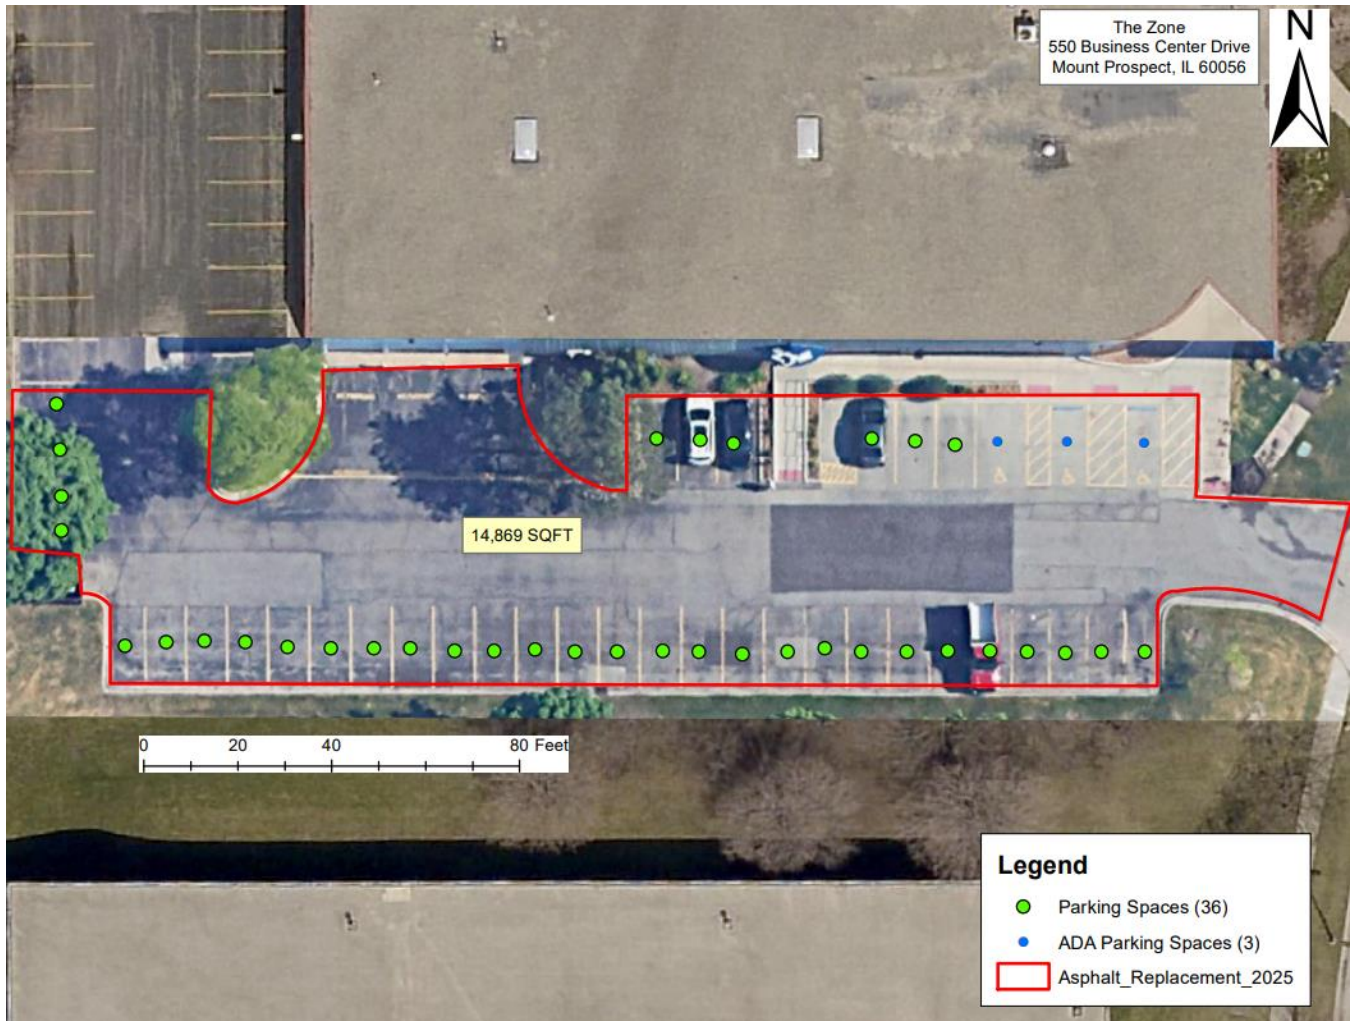 The Zone
550 Business Center Drive
Mount Prospect, IL 60056
N
14,869 SQFT
0 20 40 80 Feet
Legend
Parking Spaces (36)
ADA Parking Spaces (3)
Asphalt_Replacement_2025